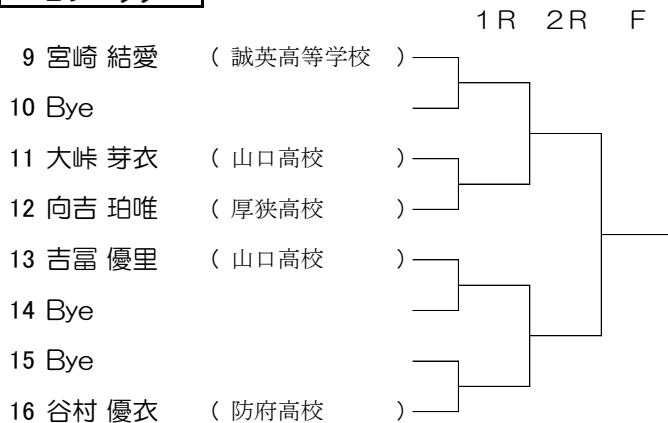 1R 2R F
9 宮崎 結愛 ( 誠英高等学校 )
10 Bye
11 大峠 芽衣 ( 山口高校 )
12 向吉 珀唯 ( 厚狭高校 )
13 吉冨 優里 ( 山口高校 )
14 Bye
15 Bye
16 谷村 優衣 ( 防府高校 )